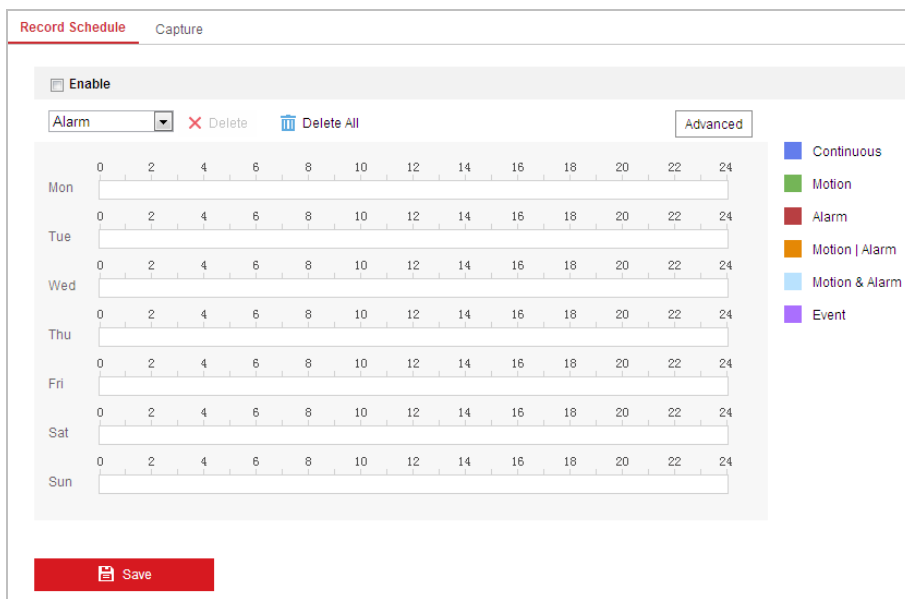 Record Schedule Capture
Enable
Alarm Delete Delete All Advanced
0 2 4 6 8 10 12 14 16 18 20 22 24
Mon
0 2 4 6 8 10 12 14 16 18 20 22 24
Tue
0 2 4 6 8 10 12 14 16 18 20 22 24
Wed
0 2 4 6 8 10 12 14 16 18 20 22 24
Thu
0 2 4 6 8 10 12 14 16 18 20 22 24
Fri
0 2 4 6 8 10 12 14 16 18 20 22 24
Sat
0 2 4 6 8 10 12 14 16 18 20 22 24
Sun
Continuous
Motion
Alarm
Motion | Alarm
Motion & Alarm
Event
Save